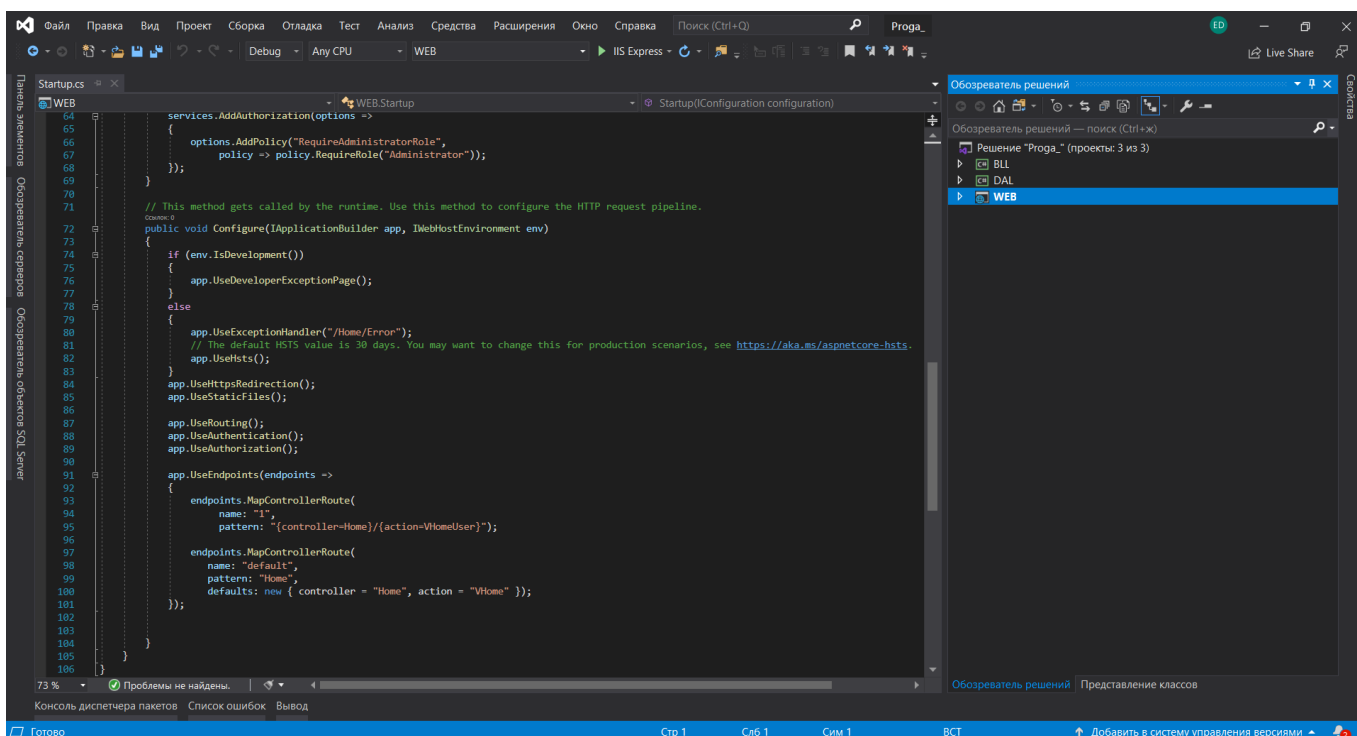 Файл Правка Вид Проект Сборка Отладка Тест Анализ Средства Расширения Окно Справка Поиск (Ctrl+Q) Proga_ ED
Debug Any CPU WEB IIS Express Live Share
Панель элементов
Обозреватель серверов
Обозреватель объектов SQL Server
Startup.cs
WEB WEB.Startup Startup(IConfiguration configuration)
64 services.AddAuthorization(options =>
65 {
66 options.AddPolicy("RequireAdministratorRole",
67 policy => policy.RequireRole("Administrator"));
68 });
69 }
70
71 // This method gets called by the runtime. Use this method to configure the HTTP request pipeline.
Ссылок: 0
72 public void Configure(IApplicationBuilder app, IWebHostEnvironment env)
73 {
74 if (env.IsDevelopment())
75 {
76 app.UseDeveloperExceptionPage();
77 }
78 else
79 {
80 app.UseExceptionHandler("/Home/Error");
81 // The default HSTS value is 30 days. You may want to change this for production scenarios, see https://aka.ms/aspnetcore-hsts.
82 app.UseHsts();
83 }
84 app.UseHttpsRedirection();
85 app.UseStaticFiles();
86
87 app.UseRouting();
88 app.UseAuthentication();
89 app.UseAuthorization();
90
91 app.UseEndpoints(endpoints =>
92 {
93 endpoints.MapControllerRoute(
94 name: "1",
95 pattern: "{controller=Home}/{action=VHomeUser}");
96
97 endpoints.MapControllerRoute(
98 name: "default",
99 pattern: "Home",
100 defaults: new { controller = "Home", action = "VHome" });
101 });
102
103
104 }
105 }
106 }
73 % Проблемы не найдены.
Консоль диспетчера пакетов Список ошибок Вывод
Обозреватель решений
Обозреватель решений — поиск (Ctrl+ж)
Решение "Proga_" (проекты: 3 из 3)
C# BLL
C# DAL
WEB
Обозреватель решений Представление классов
Свойства
Готово Стр 1 Слб 1 Сим 1 ВСТ Добавить в систему управления версиями 2